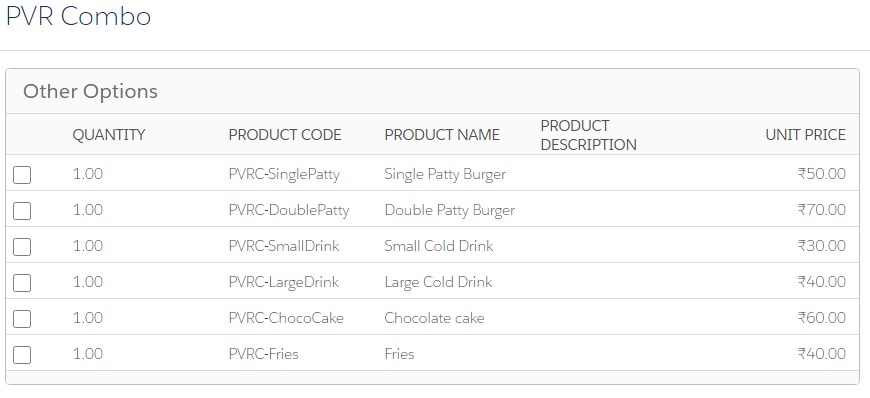 PVR Combo
Other Options
QUANTITY PRODUCT CODE PRODUCT NAME PRODUCT DESCRIPTION UNIT PRICE
1.00 PVRC-SinglePatty Single Patty Burger ₹50.00
1.00 PVRC-DoublePatty Double Patty Burger ₹70.00
1.00 PVRC-SmallDrink Small Cold Drink ₹30.00
1.00 PVRC-LargeDrink Large Cold Drink ₹40.00
1.00 PVRC-ChocoCake Chocolate cake ₹60.00
1.00 PVRC-Fries Fries ₹40.00